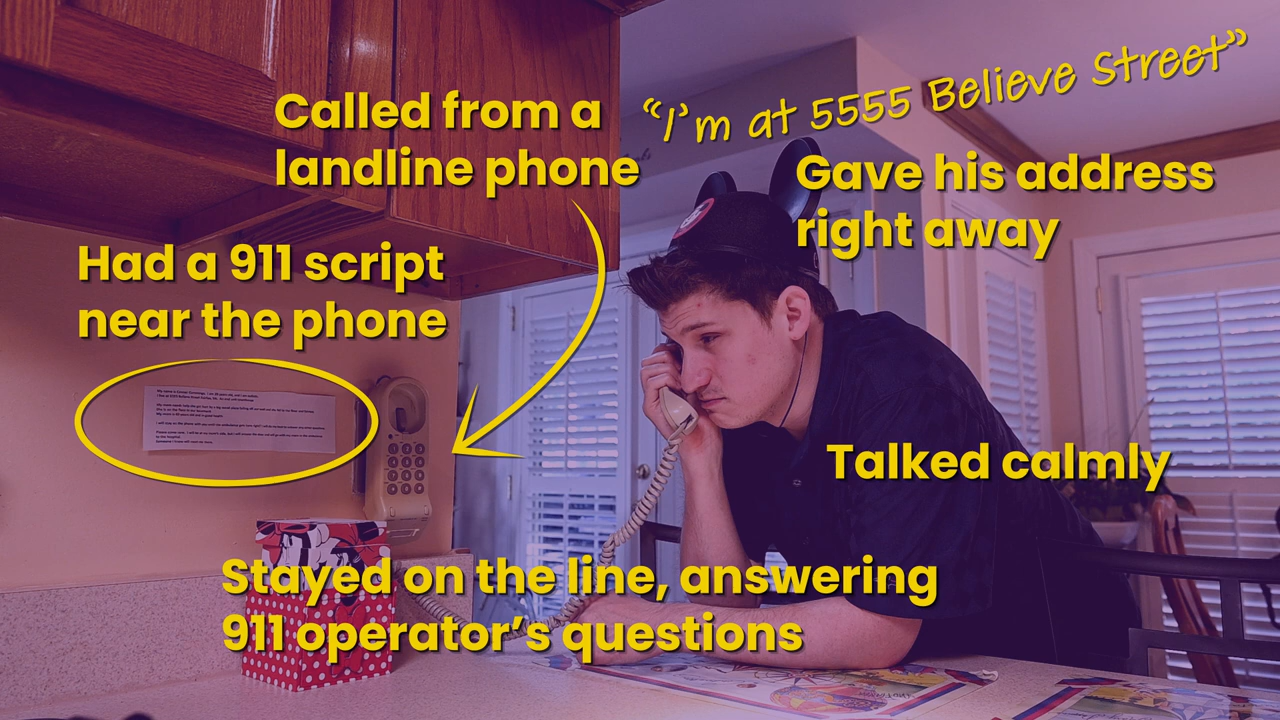 "I'm at 5555 Believe Street"
Called from a
landline phone
Gave his address
right away
Had a 911 script
near the phone
Talked calmly
Stayed on the line, answering
911 operator's questions